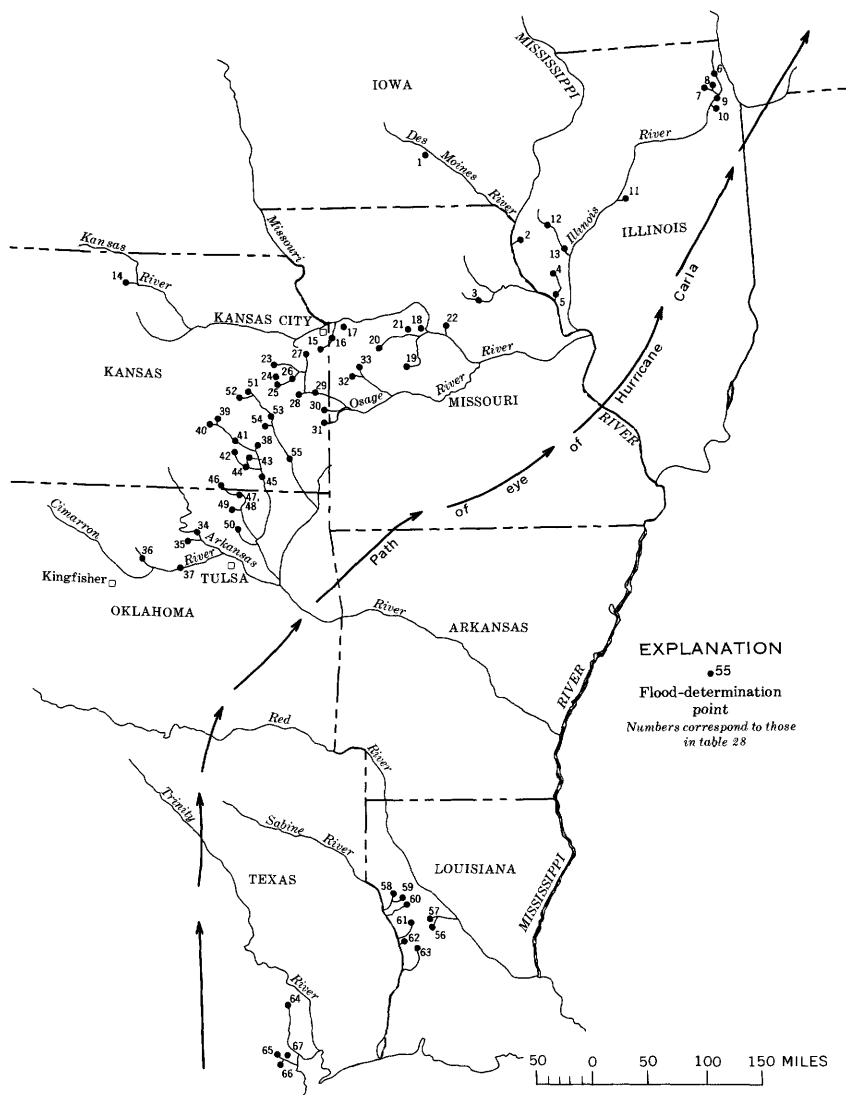 MISSISSIPPI
IOWA
6
8
7
9
10
Des Moines River
1
River
11
Missouri
12
2
Illinois
ILLINOIS
13
Kansas River
14
4
3
5
Carla
KANSAS CITY
15
16
17
18
21
22
20
19
27
River
23
33
KANSAS
26
24
25
32
River
29
28
52
51
30
Osage
MISSOURI
31
Hurricane
39
53
40
54
RIVER
41
38
of
42
43
55
44
45
eye
46
of
47
48
49
Cimarron
34
50
Path
35
Arkansas
36
River
37
TULSA
Kingfisher
OKLAHOMA
River
ARKANSAS
EXPLANATION
55
Flood-determination
point
Numbers correspond to those
in table 28
RIVER
Red
River
Trinity
Sabine River
LOUISIANA
TEXAS
58
59
60
57
61
56
62
63
MISSISSIPPI
River
64
65
67
66
50 0 50 100 150 MILES